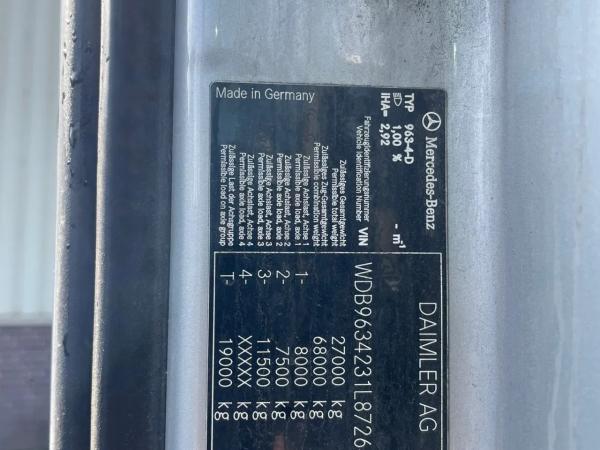 Mercedes-Benz DAIMLER AG
TYP 963-4-D - m-¹
1,00 %
IHA= 2,92
Fahrzeugidentifizierungsnummer
Vehicle Identification Number VIN WDB9634231L8726
Zulässiges Gesamtgewicht
Permissible total weight 27000 kg
Zulässiges Zug-Gesamtgewicht
Permissible combination weight 68000 kg
Zulässige Achslast, Achse 1
Permissible axle load, axle 1 1- 8000 kg
Zulässige Achslast, Achse 2
Permissible axle load, axle 2 2- 7500 kg
Zulässige Achslast, Achse 3
Permissible axle load, axle 3 3- 11500 kg
Zulässige Achslast, Achse 4
Permissible axle load, axle 4 4- XXXXX kg
Zulässige Last der Achsgruppe
Permissible load on axle group T- 19000 kg
Made in Germany